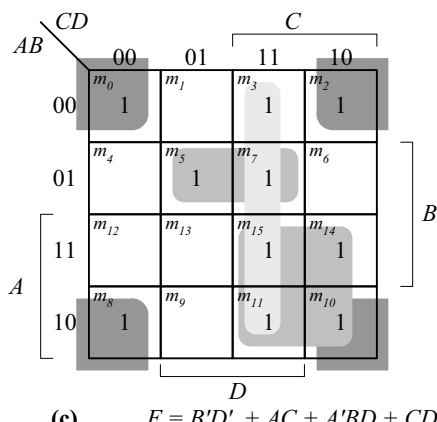 CD C
AB 00 01 11 10
m0 m1 m3 m2
00 1 1 1
m4 m5 m7 m6
01 1 1 B
m12 m13 m15 m14
11 1 1
A
m8 m9 m11 m10
10 1 1 1
D
(c) F = B'D' + AC + A'BD + CD